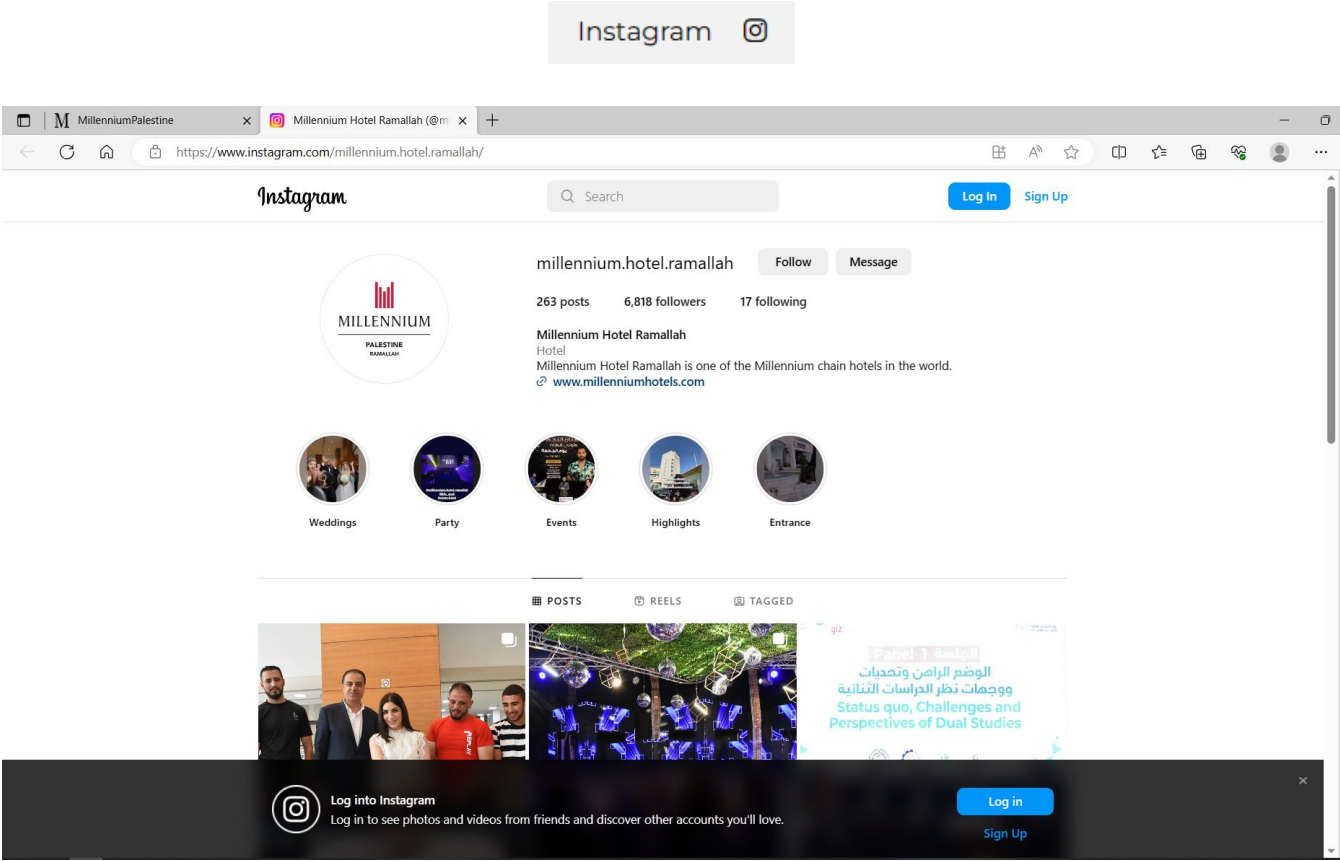 Instagram
MillenniumPalestine
Millennium Hotel Ramallah (@m
https://www.instagram.com/millennium.hotel.ramallah/
Instagram
Search
Log In
Sign Up
millennium.hotel.ramallah
Follow
Message
263 posts
6,818 followers
17 following
MILLENNIUM
PALESTINE
RAMALLAH
Millennium Hotel Ramallah
Hotel
Millennium Hotel Ramallah is one of the Millennium chain hotels in the world.
www.millenniumhotels.com
Weddings
Party
Events
Highlights
Entrance
POSTS
REELS
TAGGED
giz
Panel 1 الجلسة
الوضع الراهن وتحديات
ووجهات نظر الدراسات الثنائية
Status quo, Challenges and
Perspectives of Dual Studies
Log into Instagram
Log in to see photos and videos from friends and discover other accounts you'll love.
Log in
Sign Up